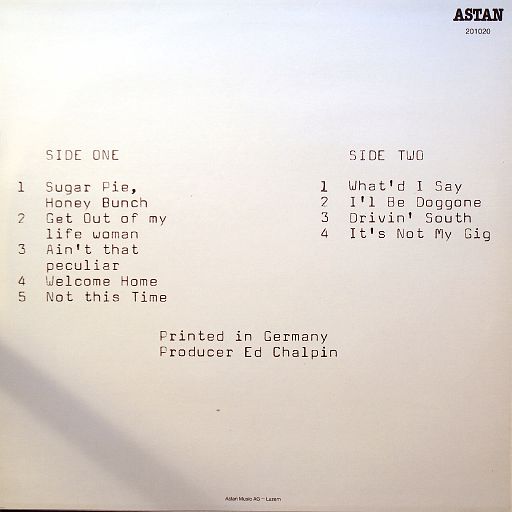 ASTAN
201020
SIDE ONE
1 Sugar Pie,
Honey Bunch
2 Get Out of my
life woman
3 Ain't that
peculiar
4 Welcome Home
5 Not this Time
SIDE TWO
1 What'd I Say
2 I'l Be Doggone
3 Drivin' South
4 It's Not My Gig
Printed in Germany
Producer Ed Chalpin
Astan Music AG — Luzern